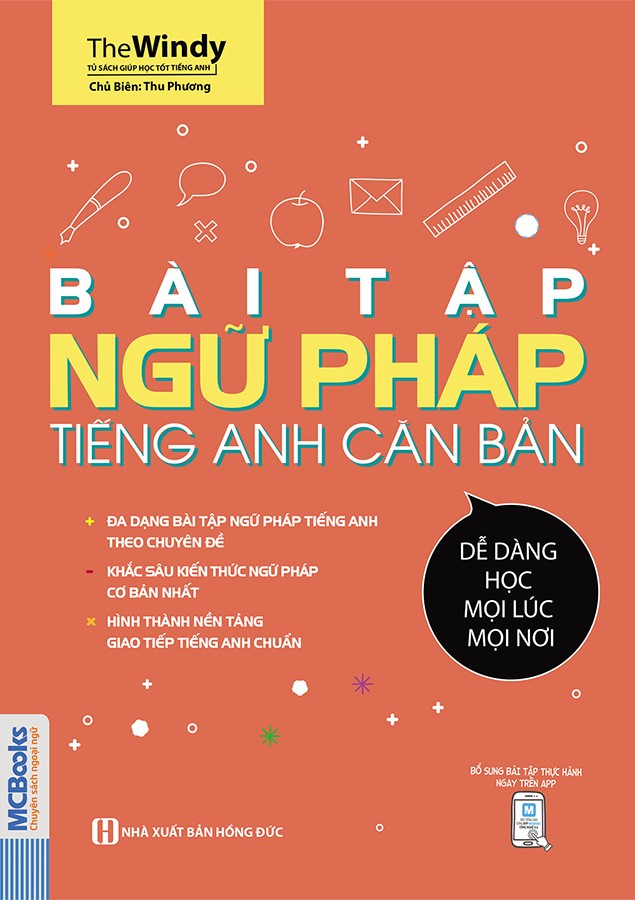 TheWindy
TỦ SÁCH GIÚP HỌC TỐT TIẾNG ANH
Chủ Biên: Thu Phương
BÀI TẬP
NGỮ PHÁP
TIẾNG ANH CĂN BẢN
+ ĐA DẠNG BÀI TẬP NGỮ PHÁP TIẾNG ANH
THEO CHUYÊN ĐỀ
- KHẮC SÂU KIẾN THỨC NGỮ PHÁP
CƠ BẢN NHẤT
× HÌNH THÀNH NỀN TẢNG
GIAO TIẾP TIẾNG ANH CHUẨN
DỄ DÀNG
HỌC
MỌI LÚC
MỌI NƠI
MCBooks
Chuyên sách ngoại ngữ
BỔ SUNG BÀI TẬP THỰC HÀNH
NGAY TRÊN APP
M
H NHÀ XUẤT BẢN HỒNG ĐỨC